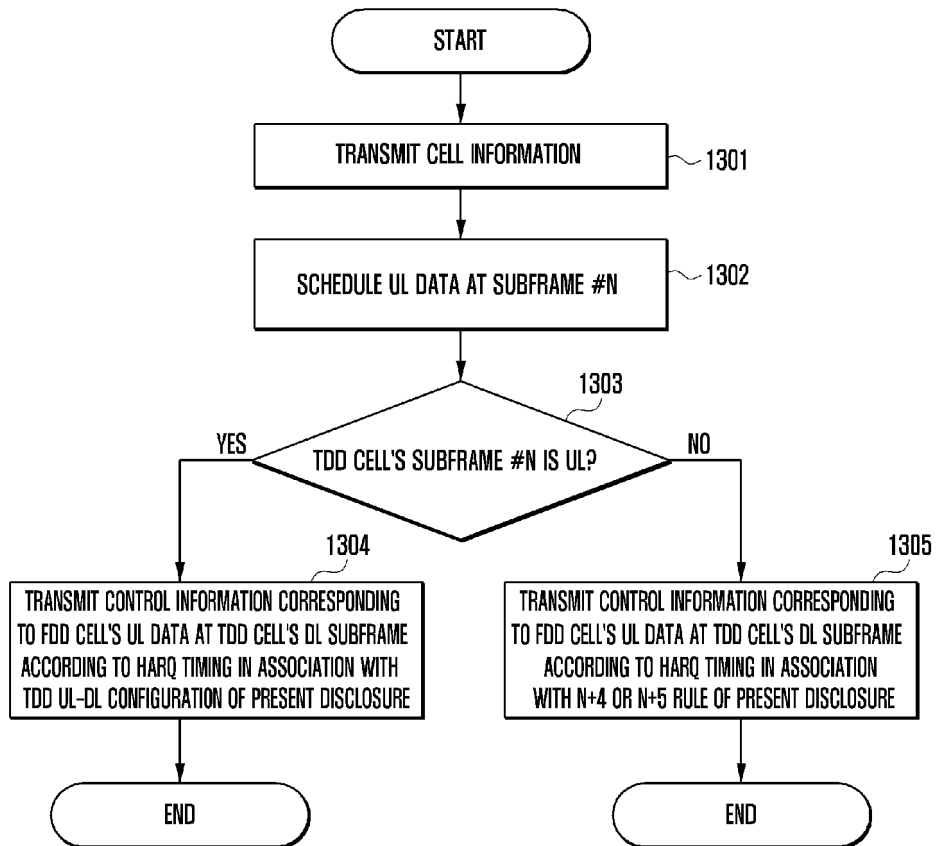 START
TRANSMIT CELL INFORMATION
1301
SCHEDULE UL DATA AT SUBFRAME #N
1302
1303
YES
TDD CELL'S SUBFRAME #N IS UL?
NO
1304
TRANSMIT CONTROL INFORMATION CORRESPONDING
TO FDD CELL'S UL DATA AT TDD CELL'S DL SUBFRAME
ACCORDING TO HARQ TIMING IN ASSOCIATION WITH
TDD UL-DL CONFIGURATION OF PRESENT DISCLOSURE
1305
TRANSMIT CONTROL INFORMATION CORRESPONDING
TO FDD CELL'S UL DATA AT TDD CELL'S DL SUBFRAME
ACCORDING TO HARQ TIMING IN ASSOCIATION
WITH N+4 OR N+5 RULE OF PRESENT DISCLOSURE
END
END